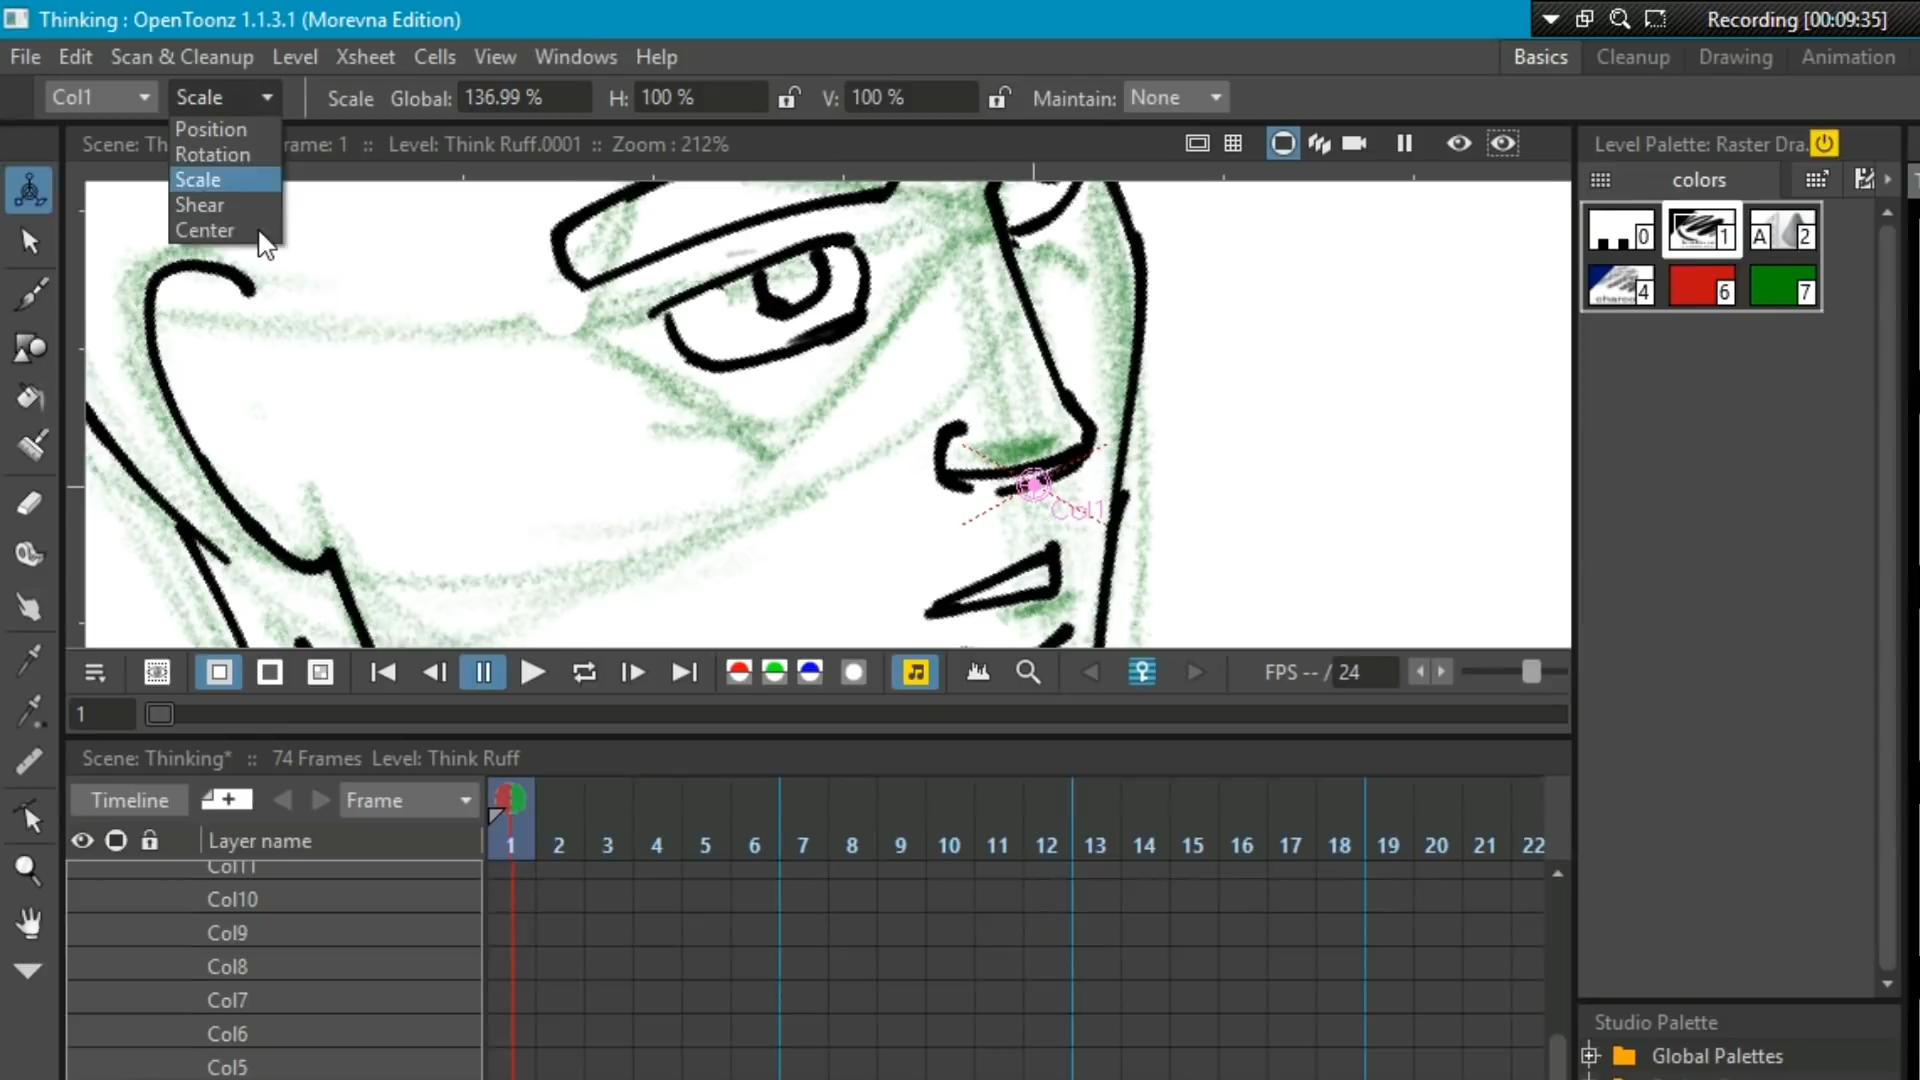 Thinking : OpenToonz 1.1.3.1 (Morevna Edition)
Recording [00:09:35]
File Edit Scan & Cleanup Level Xsheet Cells View Windows Help
Basics Cleanup Drawing Animation
Col1 Scale Scale Global: 136.99 % H: 100 % V: 100 % Maintain: None
Position
Rotation
Scale
Shear
Center
Scene: Th rame: 1 :: Level: Think Ruff.0001 :: Zoom : 212%
Level Palette: Raster Dra.
colors
0 1 A 2
4 6 7
Col1
FPS -- / 24
1
Scene: Thinking* :: 74 Frames Level: Think Ruff
Timeline Frame
Layer name
1 2 3 4 5 6 7 8 9 10 11 12 13 14 15 16 17 18 19 20 21 22
Col11
Col10
Col9
Col8
Col7
Col6
Col5
Studio Palette
Global Palettes